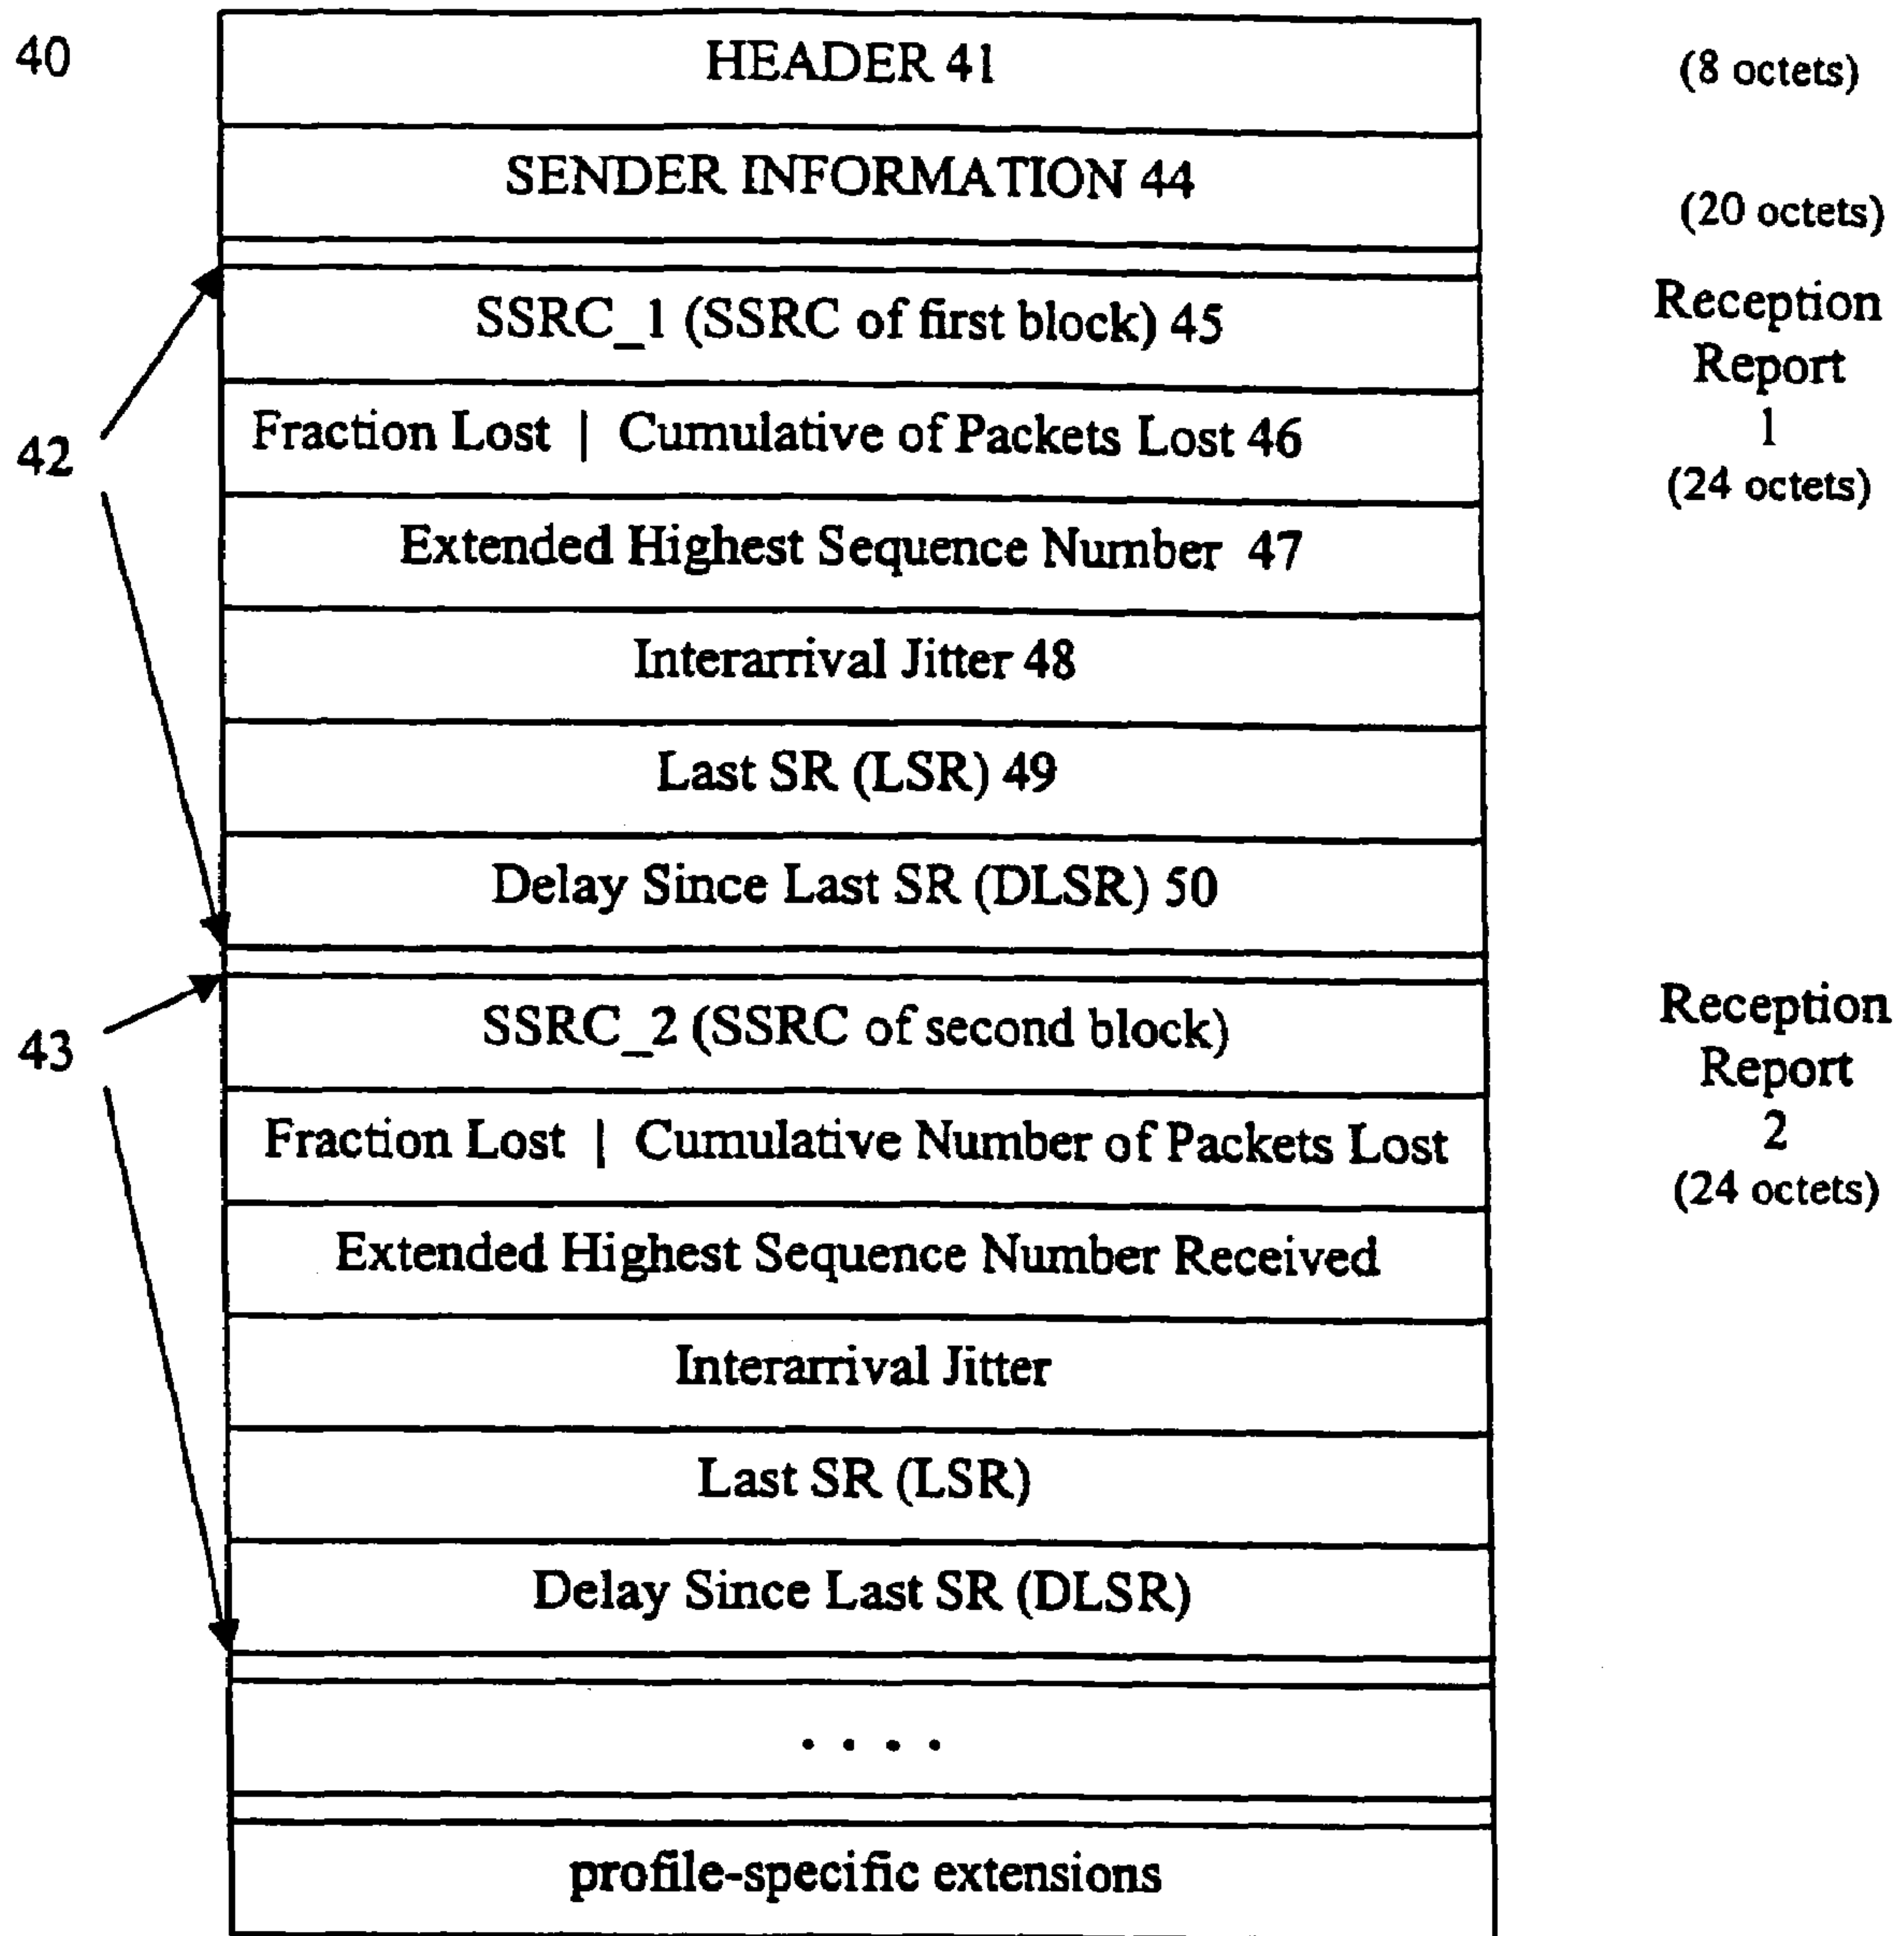 40
HEADER 41
(8 octets)
SENDER INFORMATION 44
(20 octets)
SSRC_1 (SSRC of first block) 45
Reception
Report
1
(24 octets)
42
Fraction Lost | Cumulative of Packets Lost 46
Extended Highest Sequence Number 47
Interarrival Jitter 48
Last SR (LSR) 49
Delay Since Last SR (DLSR) 50
43
SSRC_2 (SSRC of second block)
Reception
Report
2
(24 octets)
Fraction Lost | Cumulative Number of Packets Lost
Extended Highest Sequence Number Received
Interarrival Jitter
Last SR (LSR)
Delay Since Last SR (DLSR)
. . . .
profile-specific extensions